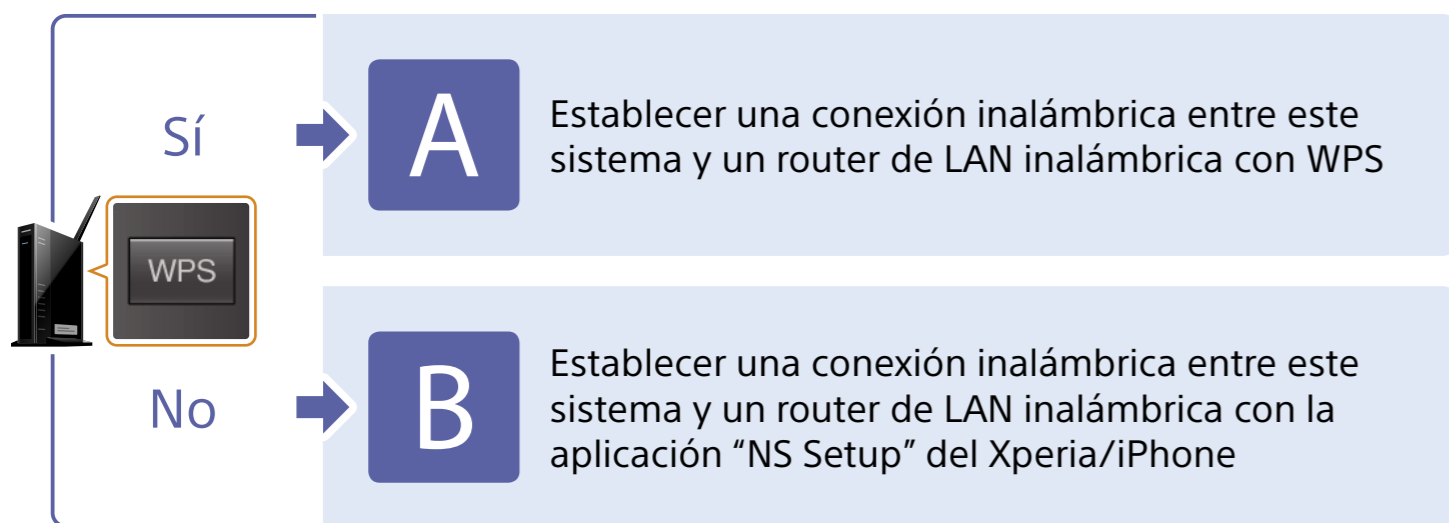 Sí
A
Establecer una conexión inalámbrica entre este
sistema y un router de LAN inalámbrica con WPS
WPS
No
B
Establecer una conexión inalámbrica entre este
sistema y un router de LAN inalámbrica con la
aplicación “NS Setup” del Xperia/iPhone